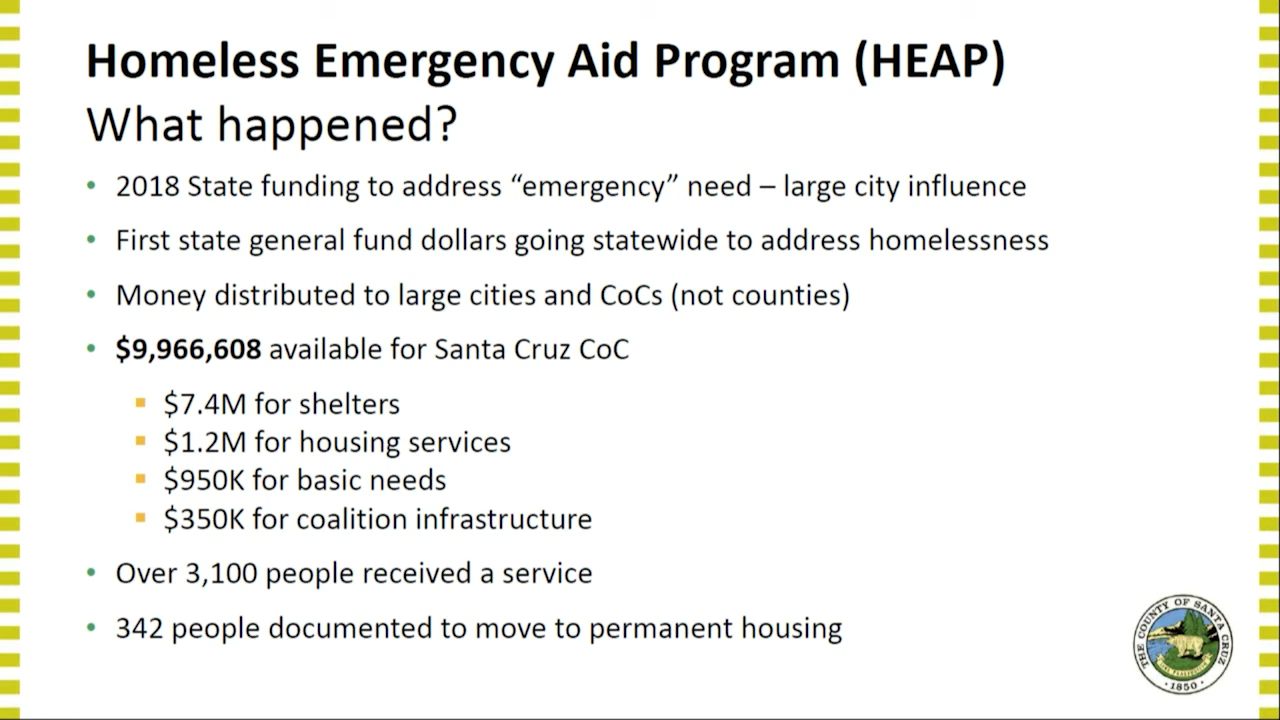 Homeless Emergency Aid Program (HEAP)
What happened?
• 2018 State funding to address “emergency” need – large city influence
• First state general fund dollars going statewide to address homelessness
• Money distributed to large cities and CoCs (not counties)
• $9,966,608 available for Santa Cruz CoC
▪ $7.4M for shelters
▪ $1.2M for housing services
▪ $950K for basic needs
▪ $350K for coalition infrastructure
• Over 3,100 people received a service
• 342 people documented to move to permanent housing
THE COUNTY OF SANTA CRUZ
· 1850 ·